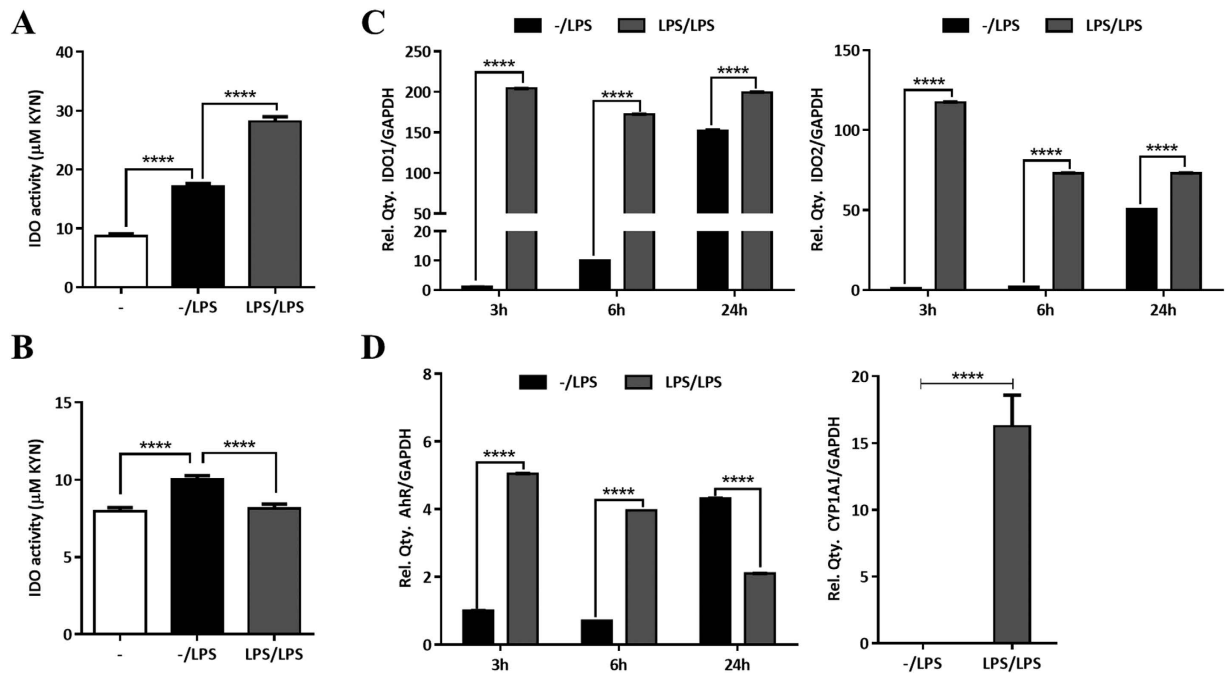 A
IDO activity (μM KYN)
40
30
20
10
0
****
****
-
-/LPS
LPS/LPS
C
-/LPS
LPS/LPS
Rel. Qty. IDO1/GAPDH
250
200
150
100
50
20
10
0
****
****
****
3h
6h
24h
-/LPS
LPS/LPS
Rel. Qty. IDO2/GAPDH
150
100
50
0
****
****
****
3h
6h
24h
B
IDO activity (μM KYN)
15
10
5
0
****
****
-
-/LPS
LPS/LPS
D
-/LPS
LPS/LPS
Rel. Qty. AhR/GAPDH
8
6
4
2
0
****
****
****
3h
6h
24h
Rel. Qty. CYP1A1/GAPDH
20
15
10
5
0
****
-/LPS
LPS/LPS